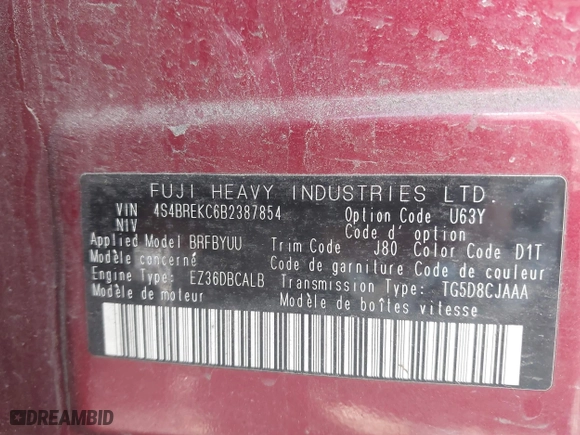 FUJI HEAVY INDUSTRIES LTD.
VIN 4S4BREKC6B2387854 Option Code U63Y
NIV Code d' option
Applied Model BRFBYUU Trim Code J80 Color Code D1T
Modèle concerné Code de garniture Code de couleur
Engine Type: EZ36DBCALB Transmission Type: TG5D8CJAAA
Modèle de moteur Modèle de boîtes vitesse
DREAMBID